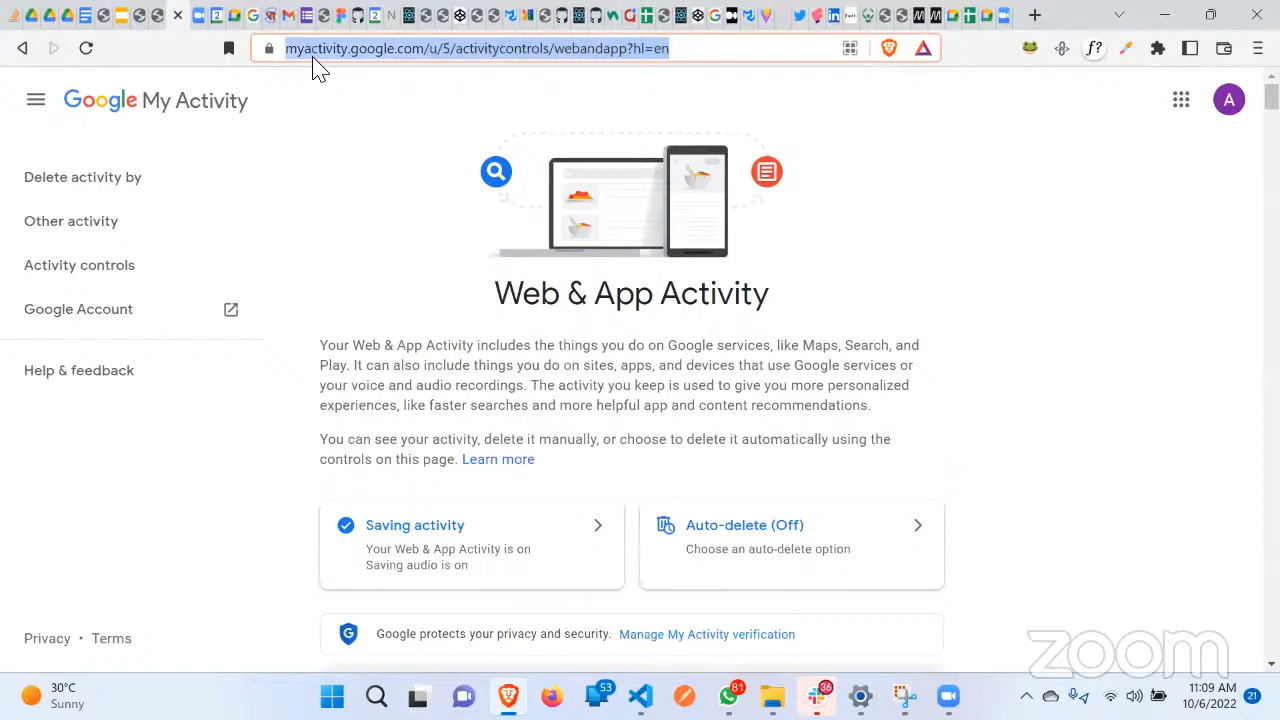 myactivity.google.com/u/5/activitycontrols/webandapp?hl=en
Google My Activity
A
Delete activity by
Other activity
Activity controls
Google Account
Help & feedback
Web & App Activity
Your Web & App Activity includes the things you do on Google services, like Maps, Search, and
Play. It can also include things you do on sites, apps, and devices that use Google services or
your voice and audio recordings. The activity you keep is used to give you more personalized
experiences, like faster searches and more helpful app and content recommendations.
You can see your activity, delete it manually, or choose to delete it automatically using the
controls on this page. Learn more
Saving activity
Your Web & App Activity is on
Saving audio is on
Auto-delete (Off)
Choose an auto-delete option
Google protects your privacy and security. Manage My Activity verification
Privacy • Terms
zoom
30°C
Sunny
53
81
36
11:09 AM
10/6/2022
21